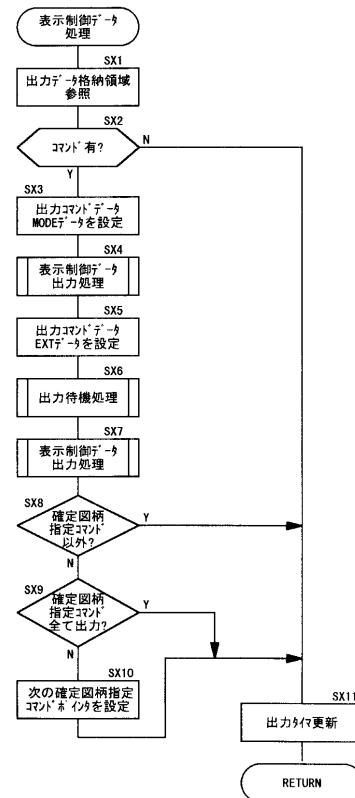 表示制御データ
処理
SX1
出力データ格納領域
参照
SX2
コマンド有?
N
Y
SX3
出力コマンドデータ
MODEデータを設定
SX4
表示制御データ
出力処理
SX5
出力コマンドデータ
EXTデータを設定
SX6
出力待機処理
SX7
表示制御データ
出力処理
SX8
確定図柄
指定コマンド
以外?
Y
N
SX9
確定図柄
指定コマンド
全て出力?
Y
N
SX10
次の確定図柄指定
コマンドポインタを設定
SX11
出力タイマ更新
RETURN